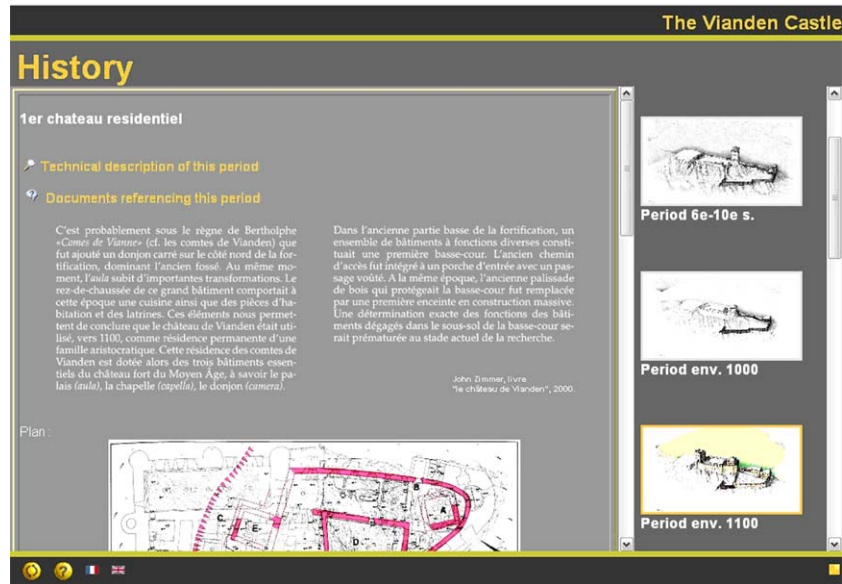 The Vianden Castle
History
1er chateau residentiel
Technical description of this period
Documents referencing this period
C'est probablement sous le règne de Bertholphe
«Comes de Vianne» (cf. les comtes de Vianden) que
fut ajouté un donjon carré sur le côté nord de la for-
tification, dominant l'ancien fossé. Au même mo-
ment, l'aula subit d'importantes transformations. Le
rez-de-chaussée de ce grand bâtiment comportait à
cette époque une cuisine ainsi que des pièces d'ha-
bitation et des latrines. Ces éléments nous permet-
tent de conclure que le château de Vianden était uti-
lisé, vers 1100, comme résidence permanente d'une
famille aristocratique. Cette résidence des comtes de
Vianden est dotée alors des trois bâtiments essen-
tiels du château fort du Moyen Âge, à savoir le pa-
lais (aula), la chapelle (capella), le donjon (camera).
Dans l'ancienne partie basse de la fortification, un
ensemble de bâtiments à fonctions diverses consti-
tuait une première basse-cour. L'ancien chemin
d'accès fut intégré à un porche d'entrée avec un pas-
sage voûté. A la même époque, l'ancienne palissade
de bois qui protégeait la basse-cour fut remplacée
par une première enceinte en construction massive.
Une détermination exacte des fonctions des bâti-
ments dégagés dans le sous-sol de la basse-cour se-
rait prématurée au stade actuel de la recherche.
John Zimmer, livre
"le château de Vianden", 2000.
Plan :
B
A
C
E
D
Period 6e-10e s.
Period env. 1000
Period env. 1100